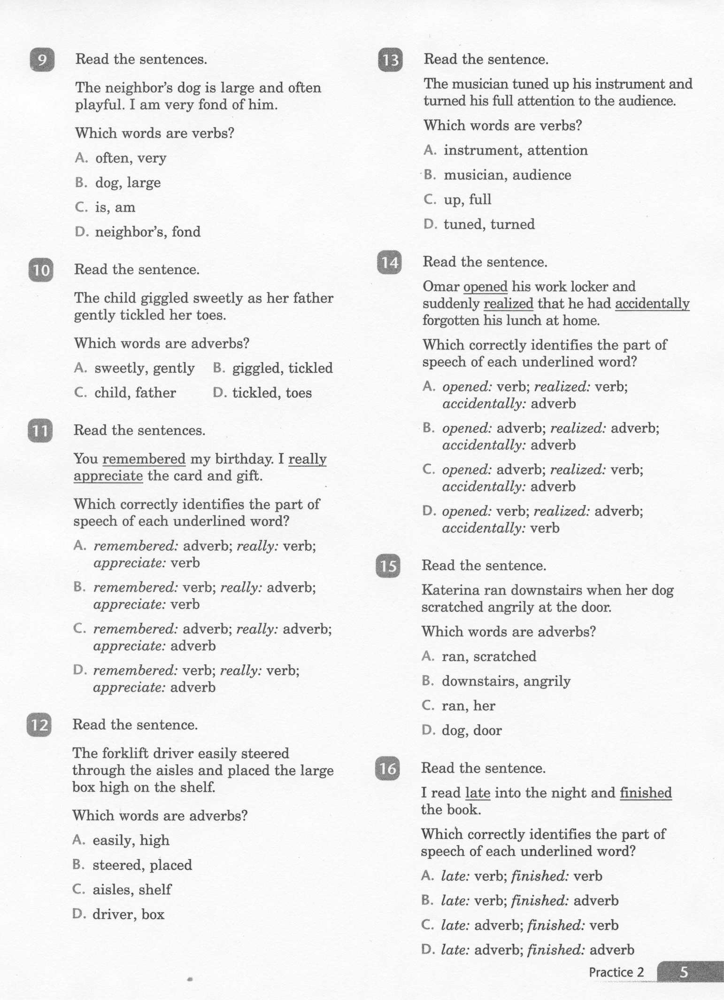 9
Read the sentences.
The neighbor's dog is large and often
playful. I am very fond of him.
Which words are verbs?
A. often, very
B. dog, large
C. is, am
D. neighbor's, fond
10
Read the sentence.
The child giggled sweetly as her father
gently tickled her toes.
Which words are adverbs?
A. sweetly, gently B. giggled, tickled
C. child, father D. tickled, toes
11
Read the sentences.
You remembered my birthday. I really
appreciate the card and gift.
Which correctly identifies the part of
speech of each underlined word?
A. remembered: adverb; really: verb;
appreciate: verb
B. remembered: verb; really: adverb;
appreciate: verb
C. remembered: adverb; really: adverb;
appreciate: adverb
D. remembered: verb; really: verb;
appreciate: adverb
12
Read the sentence.
The forklift driver easily steered
through the aisles and placed the large
box high on the shelf.
Which words are adverbs?
A. easily, high
B. steered, placed
C. aisles, shelf
D. driver, box
13
Read the sentence.
The musician tuned up his instrument and
turned his full attention to the audience.
Which words are verbs?
A. instrument, attention
B. musician, audience
C. up, full
D. tuned, turned
14
Read the sentence.
Omar opened his work locker and
suddenly realized that he had accidentally
forgotten his lunch at home.
Which correctly identifies the part of
speech of each underlined word?
A. opened: verb; realized: verb;
accidentally: adverb
B. opened: adverb; realized: adverb;
accidentally: adverb
C. opened: adverb; realized: verb;
accidentally: adverb
D. opened: verb; realized: adverb;
accidentally: verb
15
Read the sentence.
Katerina ran downstairs when her dog
scratched angrily at the door.
Which words are adverbs?
A. ran, scratched
B. downstairs, angrily
C. ran, her
D. dog, door
16
Read the sentence.
I read late into the night and finished
the book.
Which correctly identifies the part of
speech of each underlined word?
A. late: verb; finished: verb
B. late: verb; finished: adverb
C. late: adverb; finished: verb
D. late: adverb; finished: adverb
Practice 2 5